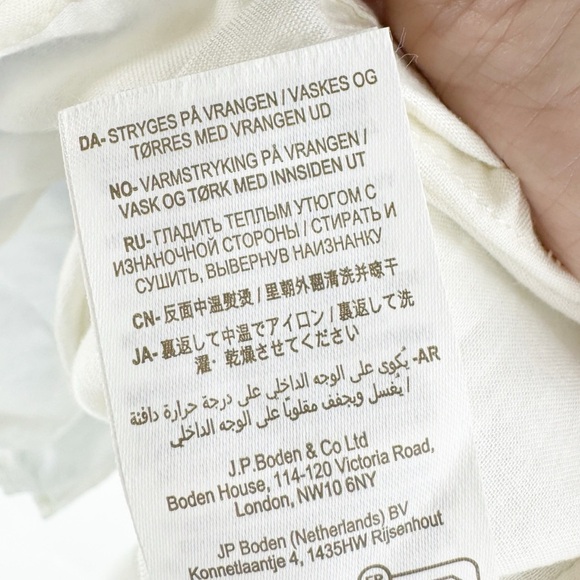 DA- STRYGES PÅ VRANGEN / VASKES OG
TØRRES MED VRANGEN UD
NO- VARMSTRYKING PÅ VRANGEN /
VASK OG TØRK MED INNSIDEN UT
RU- ГЛАДИТЬ ТЕПЛЫМ УТЮГОМ С
ИЗНАНОЧНОЙ СТОРОНЫ / СТИРАТЬ И
СУШИТЬ, ВЫВЕРНУВ НАИЗНАНКУ
CN- 反面中温熨烫 / 里朝外翻清洗并晾干
JA- 裏返して中温でアイロン / 裏返して洗
濯・乾燥させてください
AR- يُكوى على الوجه الداخلي على درجة حرارة دافئة
/ يُغسل ويجفف مقلوبًا على الوجه الداخلي
J.P.Boden & Co Ltd
Boden House, 114-120 Victoria Road,
London, NW10 6NY
JP Boden (Netherlands) BV
Konnetlaantje 4, 1435HW Rijsenhout